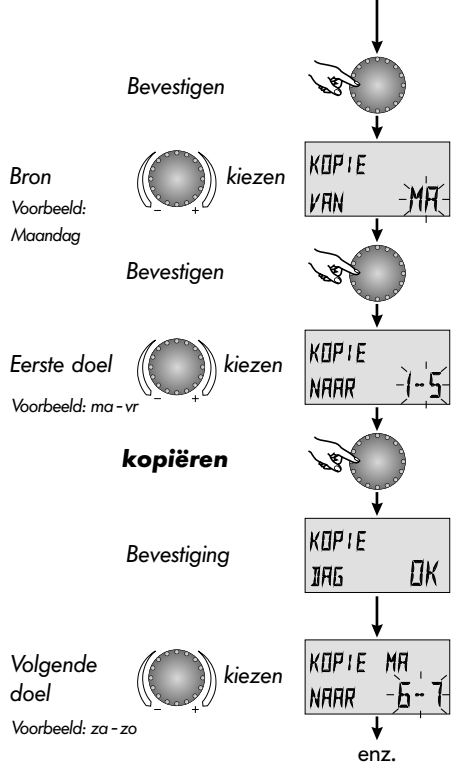 Bevestigen
Bron
Voorbeeld:
Maandag
- +
kiezen
KOPIE
VAN MA
Bevestigen
Eerste doel
Voorbeeld: ma-vr
- +
kiezen
KOPIE
NAAR 1-5
kopiëren
Bevestiging
KOPIE
DAG OK
Volgende
doel
Voorbeeld: za-zo
- +
kiezen
KOPIE MA
NAAR 6-7
enz.